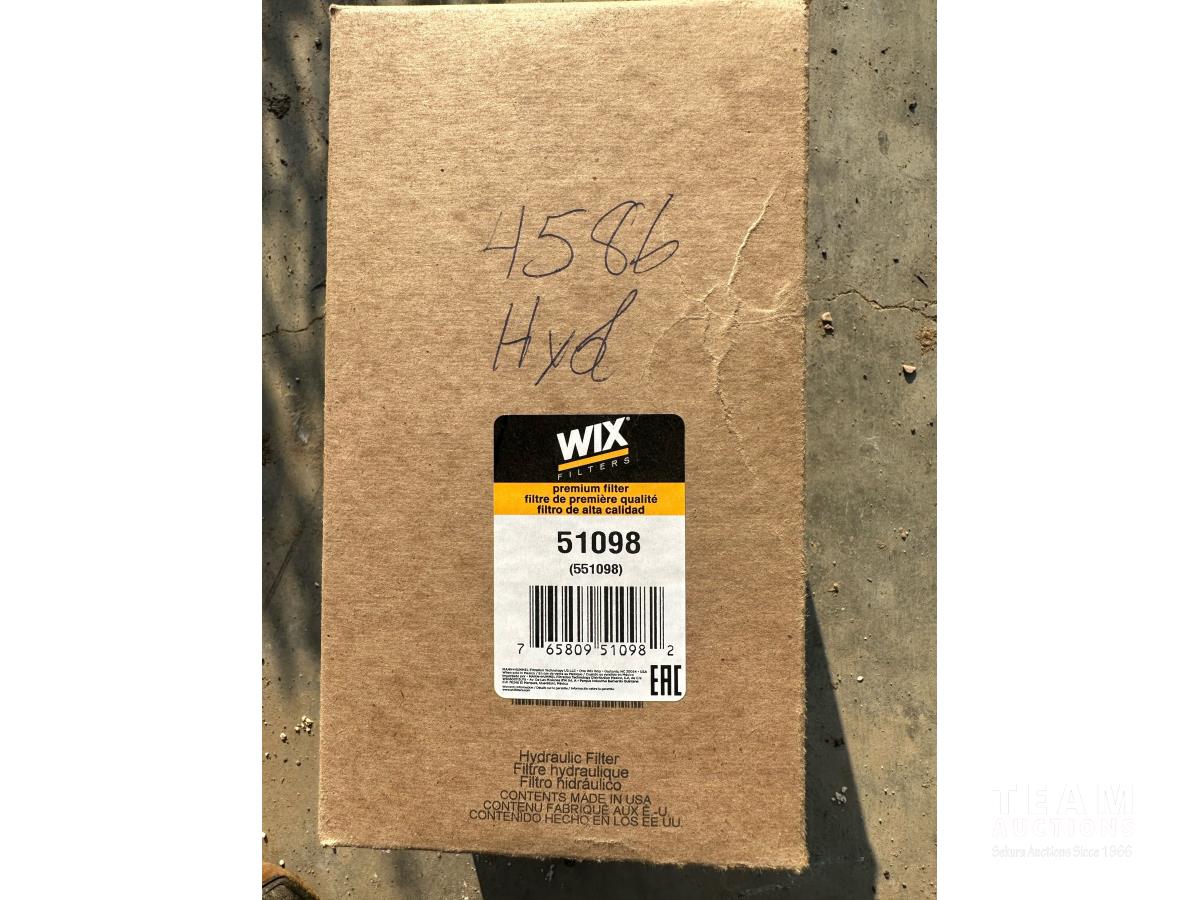 4586
Hyd
WIX®
FILTERS
premium filter
filtre de première qualité
filtro de alta calidad
51098
(551098)
7 65809 51098 2
EAC
Hydraulic Filter
Filtre hydraulique
Filtro hidráulico
CONTENTS MADE IN USA
CONTENU FABRIQUÉ AUX É.-U.
CONTENIDO HECHO EN LOS EE.UU.
TEAM
AUCTIONS
Sekura Auctions Since 1966